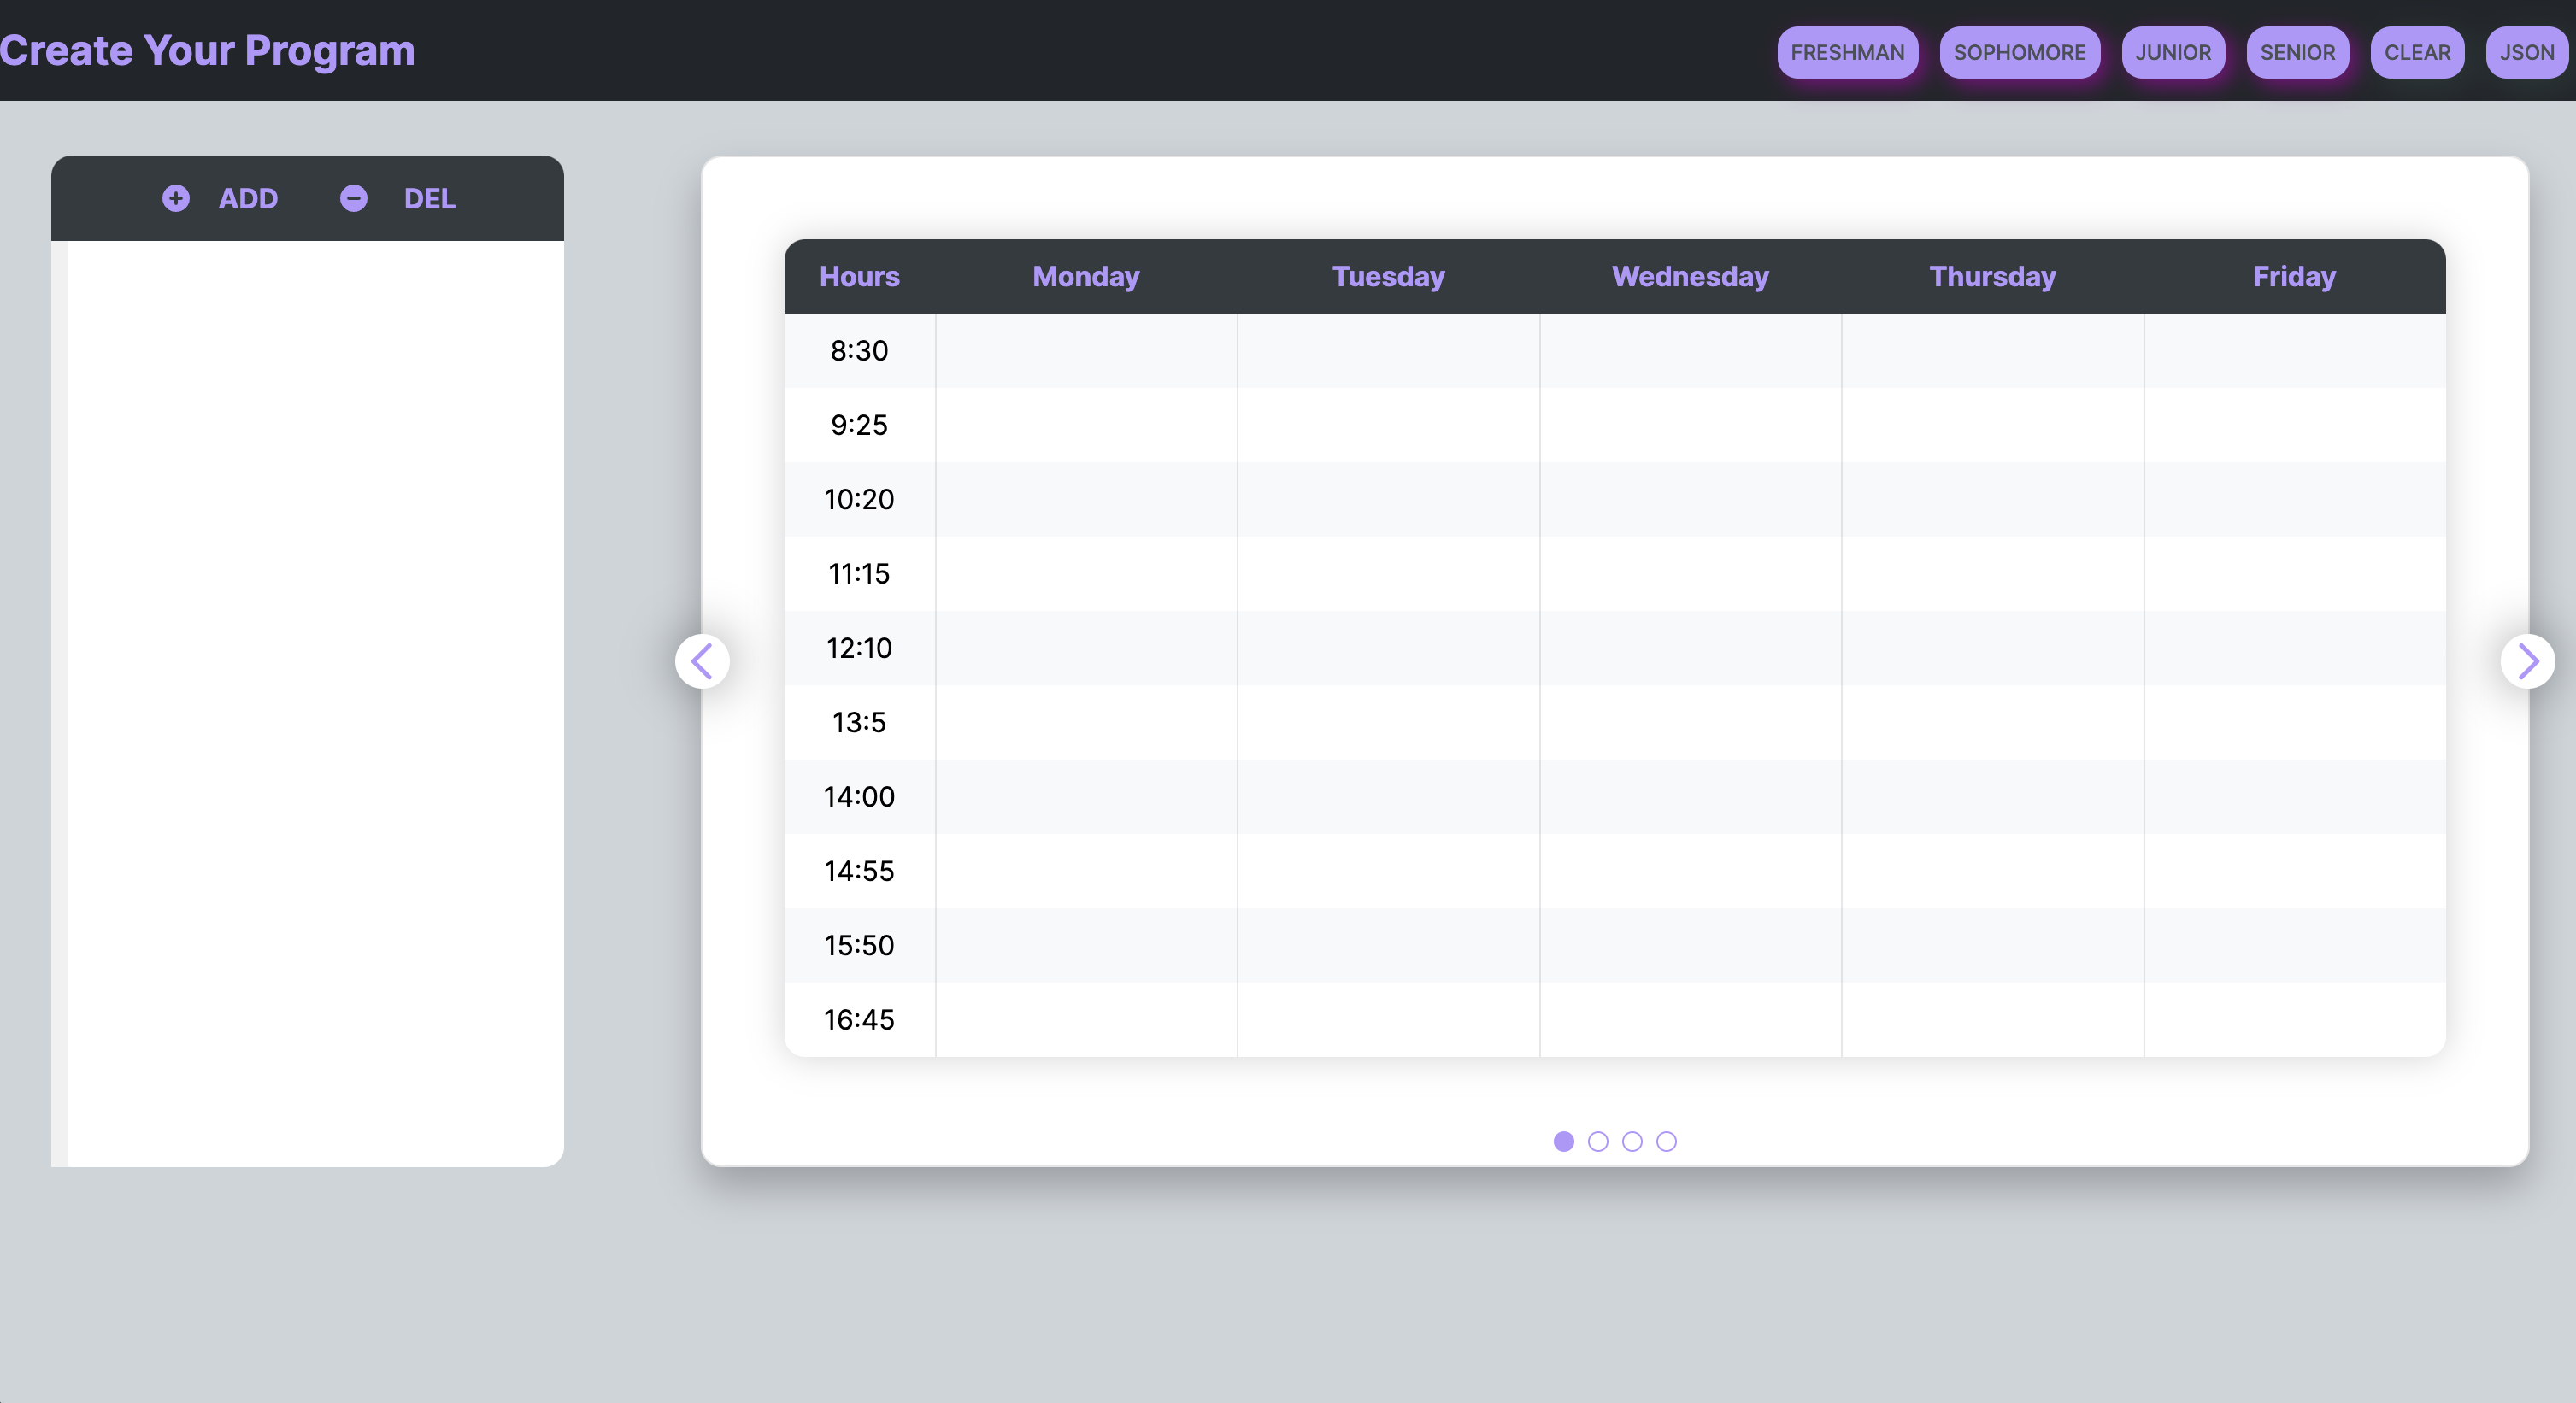 Create Your Program
FRESHMAN SOPHOMORE JUNIOR SENIOR CLEAR JSON
ADD DEL
Hours Monday Tuesday Wednesday Thursday Friday
8:30
9:25
10:20
11:15
12:10
13:5
14:00
14:55
15:50
16:45